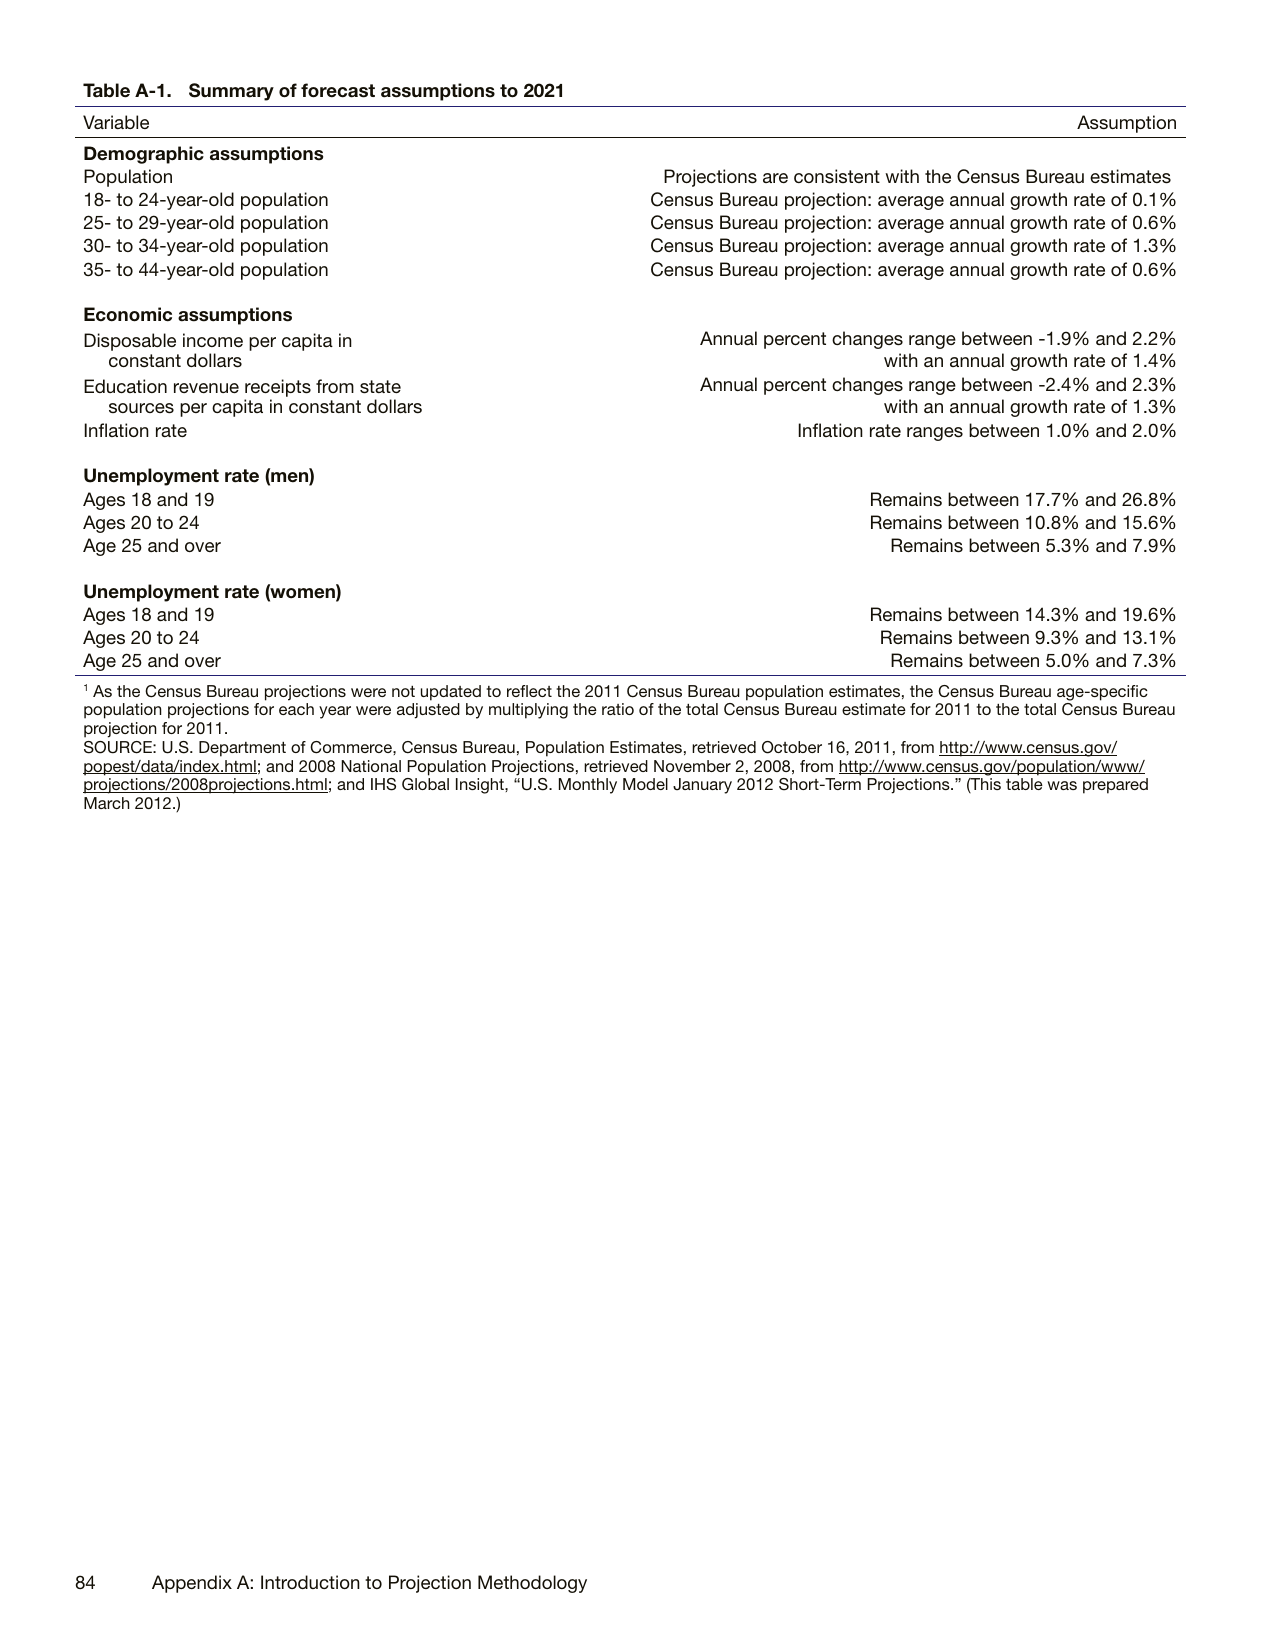 Table A-1. Summary of forecast assumptions to 2021
Variable Assumption
Demographic assumptions
Population Projections are consistent with the Census Bureau estimates
18- to 24-year-old population Census Bureau projection: average annual growth rate of 0.1%
25- to 29-year-old population Census Bureau projection: average annual growth rate of 0.6%
30- to 34-year-old population Census Bureau projection: average annual growth rate of 1.3%
35- to 44-year-old population Census Bureau projection: average annual growth rate of 0.6%
Economic assumptions
Disposable income per capita in Annual percent changes range between -1.9% and 2.2%
constant dollars with an annual growth rate of 1.4%
Education revenue receipts from state Annual percent changes range between -2.4% and 2.3%
sources per capita in constant dollars with an annual growth rate of 1.3%
Inflation rate Inflation rate ranges between 1.0% and 2.0%
Unemployment rate (men)
Ages 18 and 19 Remains between 17.7% and 26.8%
Ages 20 to 24 Remains between 10.8% and 15.6%
Age 25 and over Remains between 5.3% and 7.9%
Unemployment rate (women)
Ages 18 and 19 Remains between 14.3% and 19.6%
Ages 20 to 24 Remains between 9.3% and 13.1%
Age 25 and over Remains between 5.0% and 7.3%
1 As the Census Bureau projections were not updated to reflect the 2011 Census Bureau population estimates, the Census Bureau age-specific
population projections for each year were adjusted by multiplying the ratio of the total Census Bureau estimate for 2011 to the total Census Bureau
projection for 2011.
SOURCE: U.S. Department of Commerce, Census Bureau, Population Estimates, retrieved October 16, 2011, from http://www.census.gov/
popest/data/index.html; and 2008 National Population Projections, retrieved November 2, 2008, from http://www.census.gov/population/www/
projections/2008projections.html; and IHS Global Insight, “U.S. Monthly Model January 2012 Short-Term Projections.” (This table was prepared
March 2012.)
84 Appendix A: Introduction to Projection Methodology